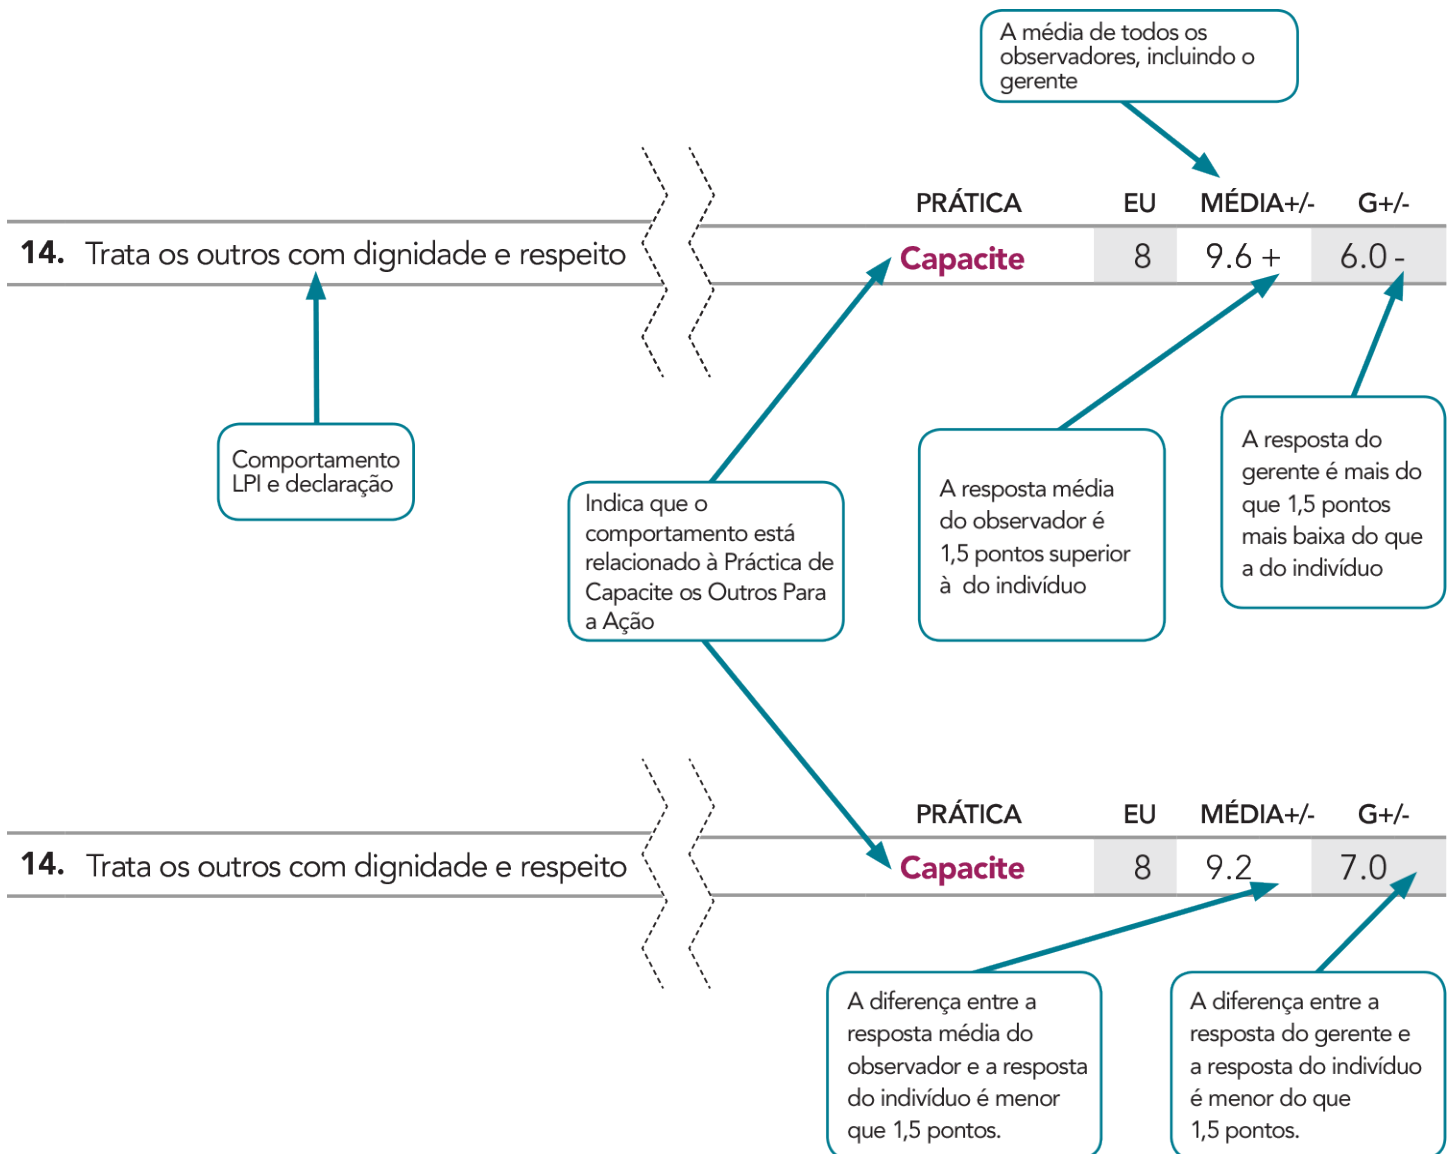 A média de todos os
observadores, incluindo o
gerente
PRÁTICA EU MÉDIA+/- G+/-
14. Trata os outros com dignidade e respeito Capacite 8 9.6 + 6.0 -
Comportamento
LPI e declaração
Indica que o
comportamento está
relacionado à Práctica de
Capacite os Outros Para
a Ação
A resposta média
do observador é
1,5 pontos superior
à do indivíduo
A resposta do
gerente é mais do
que 1,5 pontos
mais baixa do que
a do indivíduo
PRÁTICA EU MÉDIA+/- G+/-
14. Trata os outros com dignidade e respeito Capacite 8 9.2 7.0
A diferença entre a
resposta média do
observador e a resposta
do indivíduo é menor
que 1,5 pontos.
A diferença entre a
resposta do gerente e
a resposta do indivíduo
é menor do que
1,5 pontos.